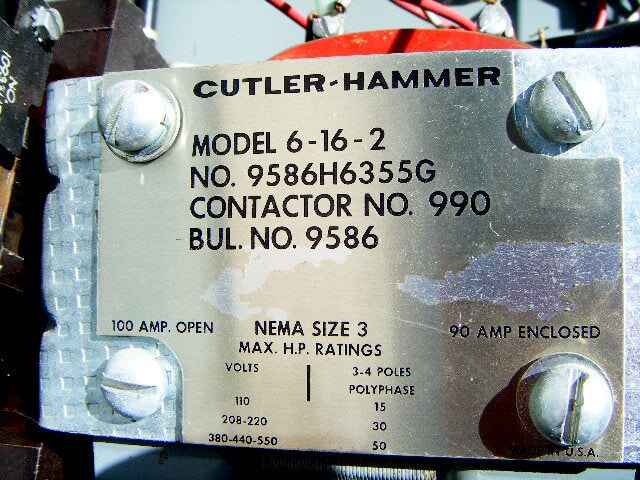 CUTLER-HAMMER
MODEL 6-16-2
NO. 9586H6355G
CONTACTOR NO. 990
BUL. NO. 9586
100 AMP. OPEN NEMA SIZE 3 90 AMP ENCLOSED
MAX. H.P. RATINGS
VOLTS 3-4 POLES
POLYPHASE
110 15
208-220 30
380-440-550 50
MADE IN U.S.A.